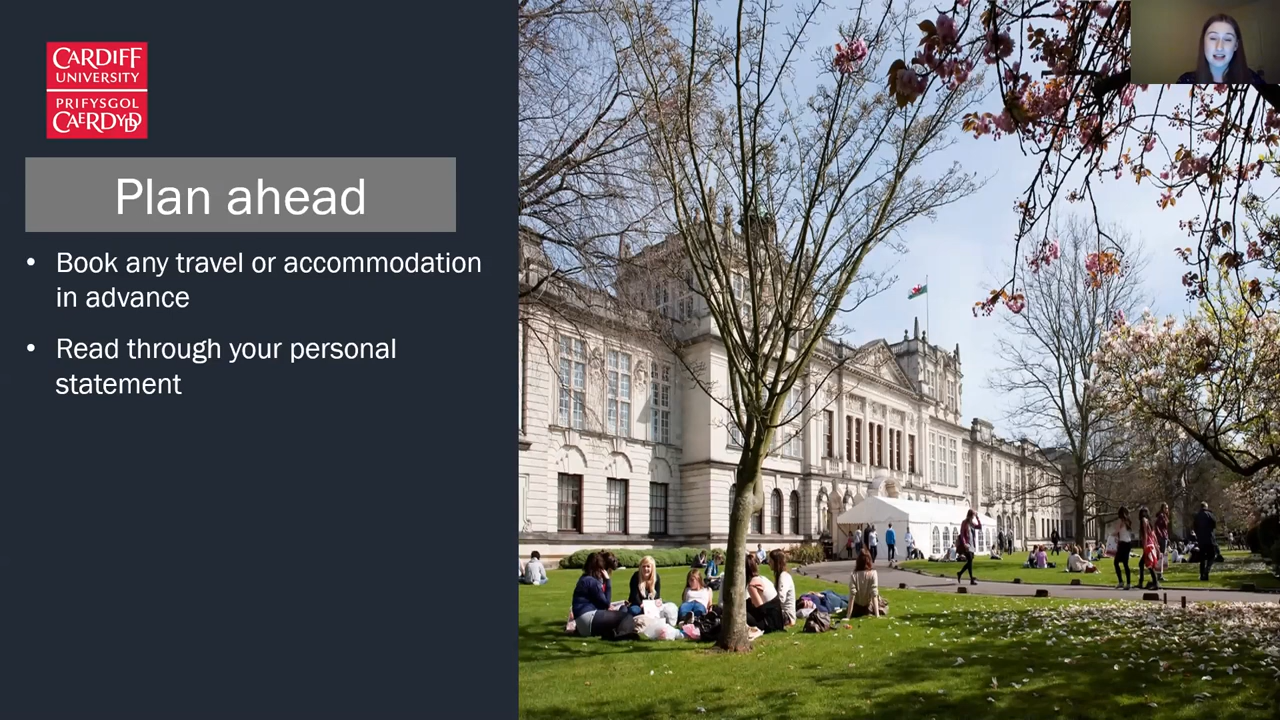 CARDIFF
UNIVERSITY
PRIFYSGOL
CAERDYDD
Plan ahead
• Book any travel or accommodation
in advance
• Read through your personal
statement